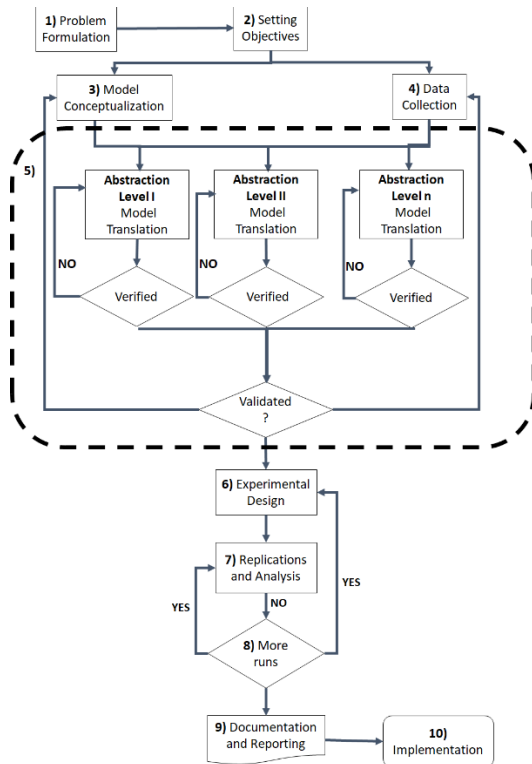 1) Problem
Formulation
2) Setting
Objectives
3) Model
Conceptualization
4) Data
Collection
5)
Abstraction
Level I
Model
Translation
Abstraction
Level II
Model
Translation
Abstraction
Level n
Model
Translation
NO
NO
NO
Verified
Verified
Verified
Validated
?
6) Experimental
Design
7) Replications
and Analysis
YES
NO
YES
8) More
runs
9) Documentation
and Reporting
10)
Implementation